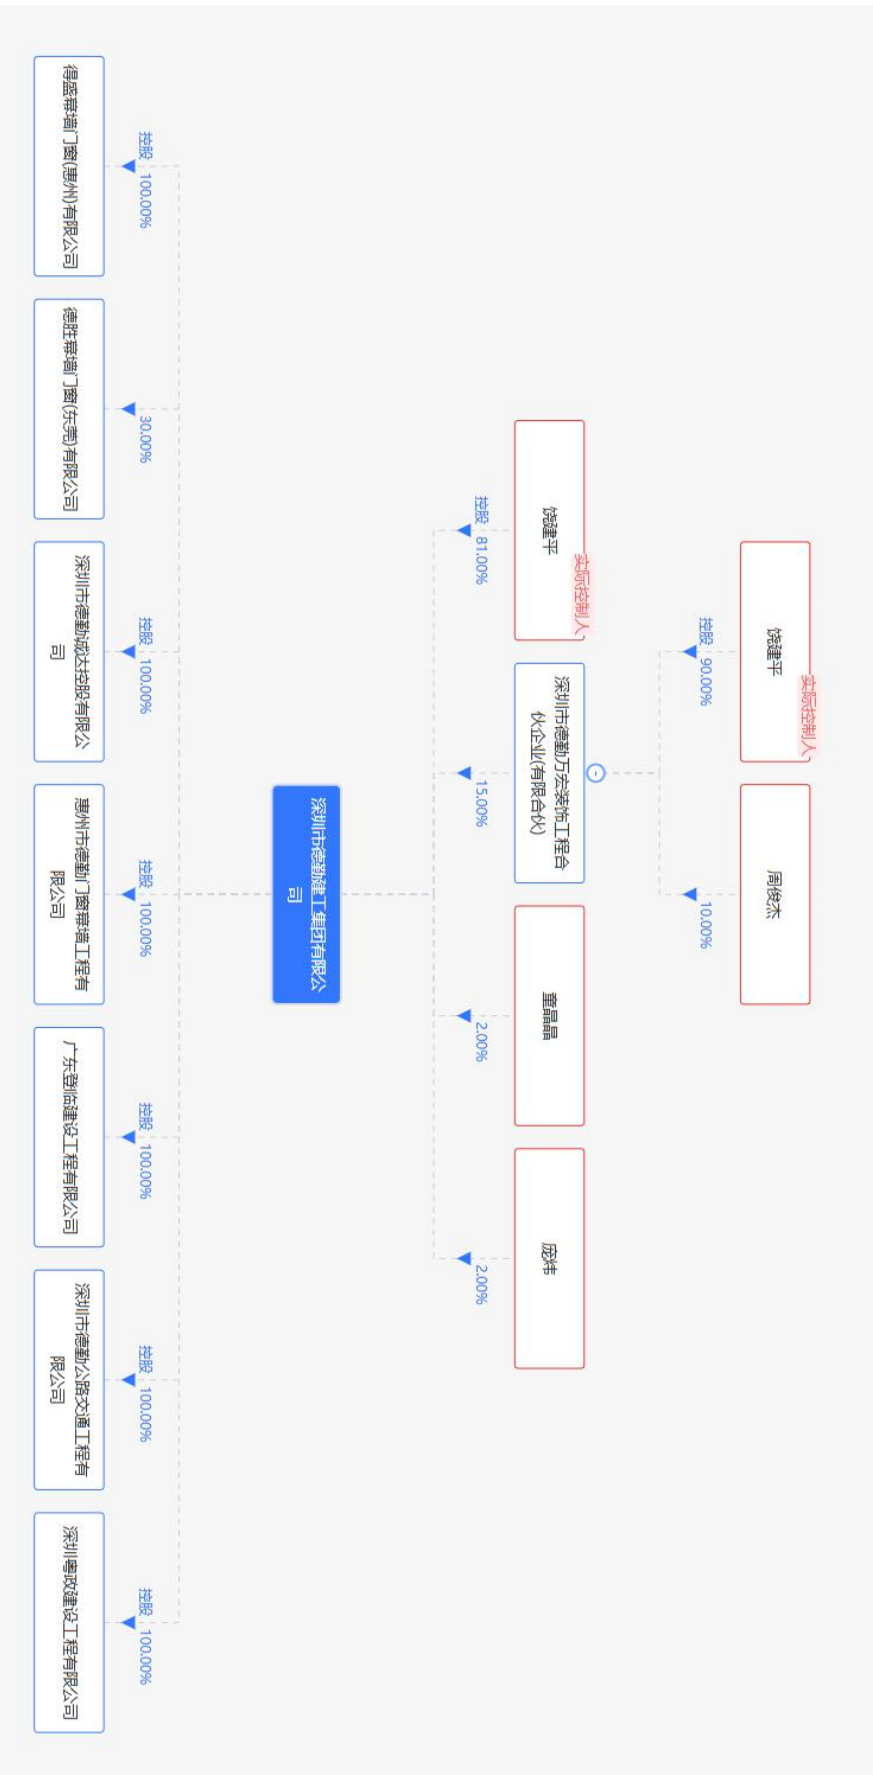 饶建平
实际控制人
周俊杰
控股 90.00%
10.00%
饶建平
实际控制人
深圳市德勤万宏装饰工程合
伙企业(有限合伙)
童晶晶
庞炜
控股 81.00%
15.00%
2.00%
2.00%
深圳市德勤建工集团有限公
司
控股 100.00%
30.00%
控股 100.00%
控股 100.00%
控股 100.00%
控股 100.00%
控股 100.00%
得盛幕墙门窗(惠州)有限公司
德胜幕墙门窗(东莞)有限公司
深圳市德勤诚达控股有限公
司
惠州市德勤门窗幕墙工程有
限公司
广东登临建设工程有限公司
深圳市德勤公路交通工程有
限公司
深圳粤政建设工程有限公司